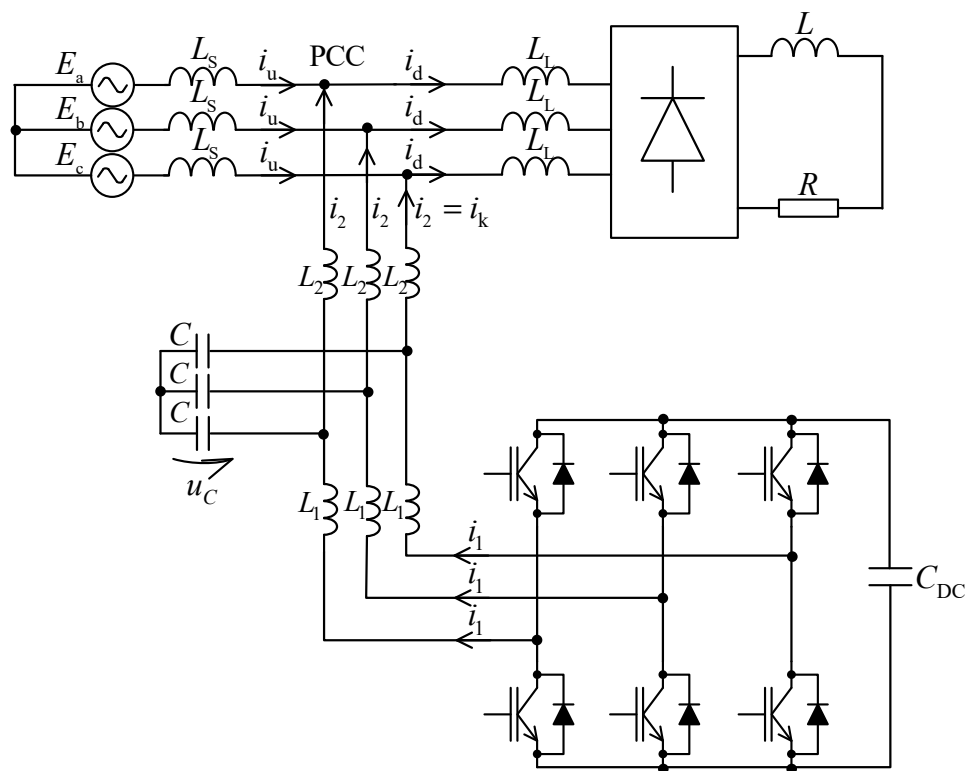 E_a L_S i_u PCC i_d L_L L
E_b L_S i_u i_d L_L
E_c L_S i_u i_d L_L R
i_2 i_2 i_2 = i_k
L_2 L_2 L_2
C
C
C
u_C
L_1 L_1 L_1
i_1
i_1
i_1
C_DC